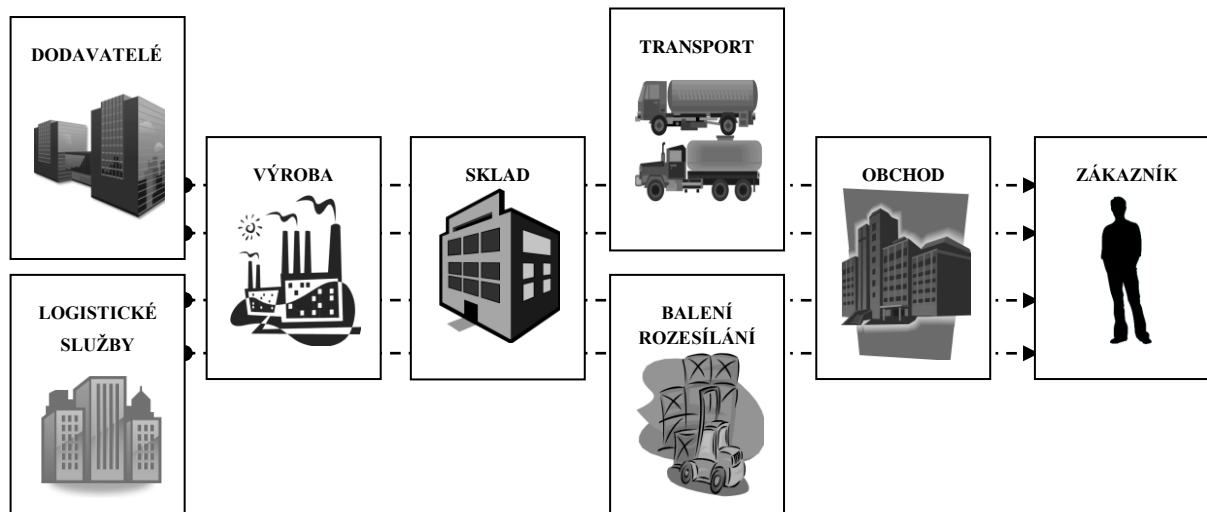 DODAVATELÉ
LOGISTICKÉ
SLUŽBY
VÝROBA
SKLAD
TRANSPORT
BALENÍ
ROZESÍLÁNÍ
OBCHOD
ZÁKAZNÍK